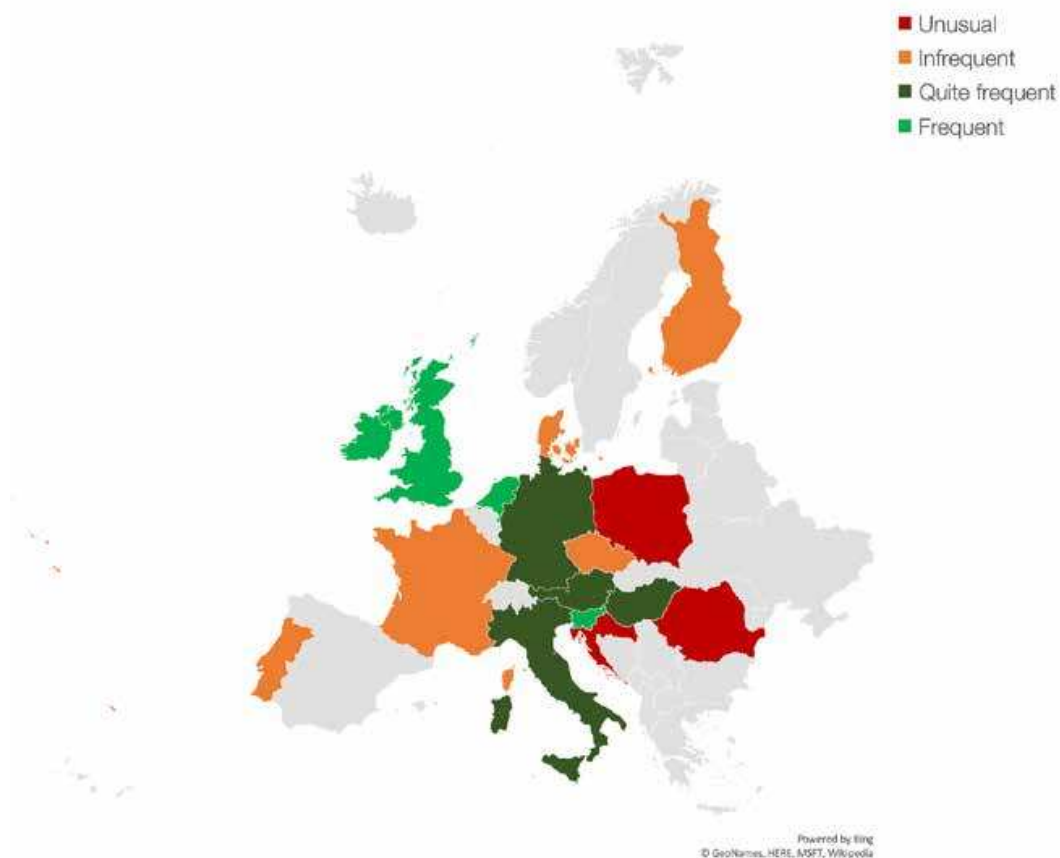 Unusual
Infrequent
Quite frequent
Frequent
Powered by Bing
© GeoNames, HERE, MSFT, Wikipedia